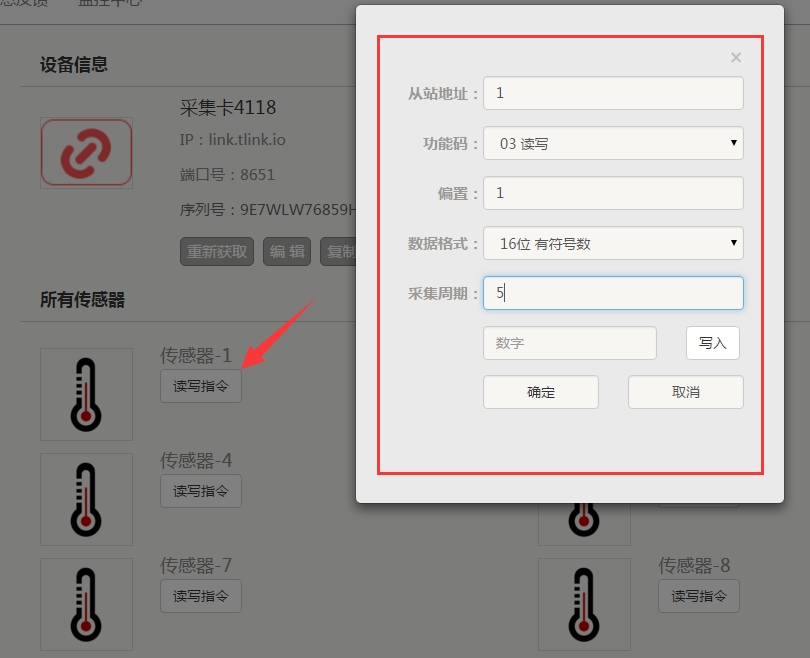 监控中心
设备信息
采集卡4118
IP：link.tlink.io
端口号：8651
序列号：9E7WLW76859H
重新获取
编 辑
复制
所有传感器
传感器-1
读写指令
传感器-4
读写指令
传感器-7
读写指令
传感器-8
读写指令
×
从站地址： 1
功能码： 03 读写
偏置： 1
数据格式： 16位 有符号数
采集周期： 5
数字 写入
确定 取消